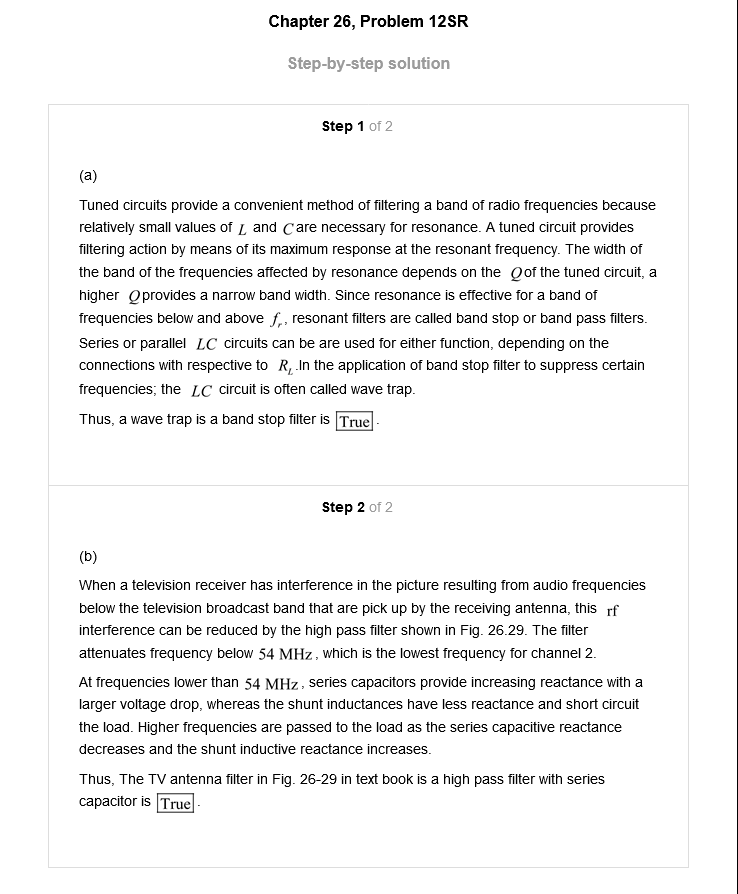 Chapter 26, Problem 12SR
Step-by-step solution
Step 1 of 2
(a)
Tuned circuits provide a convenient method of filtering a band of radio frequencies because
relatively small values of L and C are necessary for resonance. A tuned circuit provides
filtering action by means of its maximum response at the resonant frequency. The width of
the band of the frequencies affected by resonance depends on the Q of the tuned circuit, a
higher Q provides a narrow band width. Since resonance is effective for a band of
frequencies below and above f_r, resonant filters are called band stop or band pass filters.
Series or parallel LC circuits can be are used for either function, depending on the
connections with respective to R_L .In the application of band stop filter to suppress certain
frequencies; the LC circuit is often called wave trap.
Thus, a wave trap is a band stop filter is True .
Step 2 of 2
(b)
When a television receiver has interference in the picture resulting from audio frequencies
below the television broadcast band that are pick up by the receiving antenna, this rf
interference can be reduced by the high pass filter shown in Fig. 26.29. The filter
attenuates frequency below 54 MHz, which is the lowest frequency for channel 2.
At frequencies lower than 54 MHz, series capacitors provide increasing reactance with a
larger voltage drop, whereas the shunt inductances have less reactance and short circuit
the load. Higher frequencies are passed to the load as the series capacitive reactance
decreases and the shunt inductive reactance increases.
Thus, The TV antenna filter in Fig. 26-29 in text book is a high pass filter with series
capacitor is True .